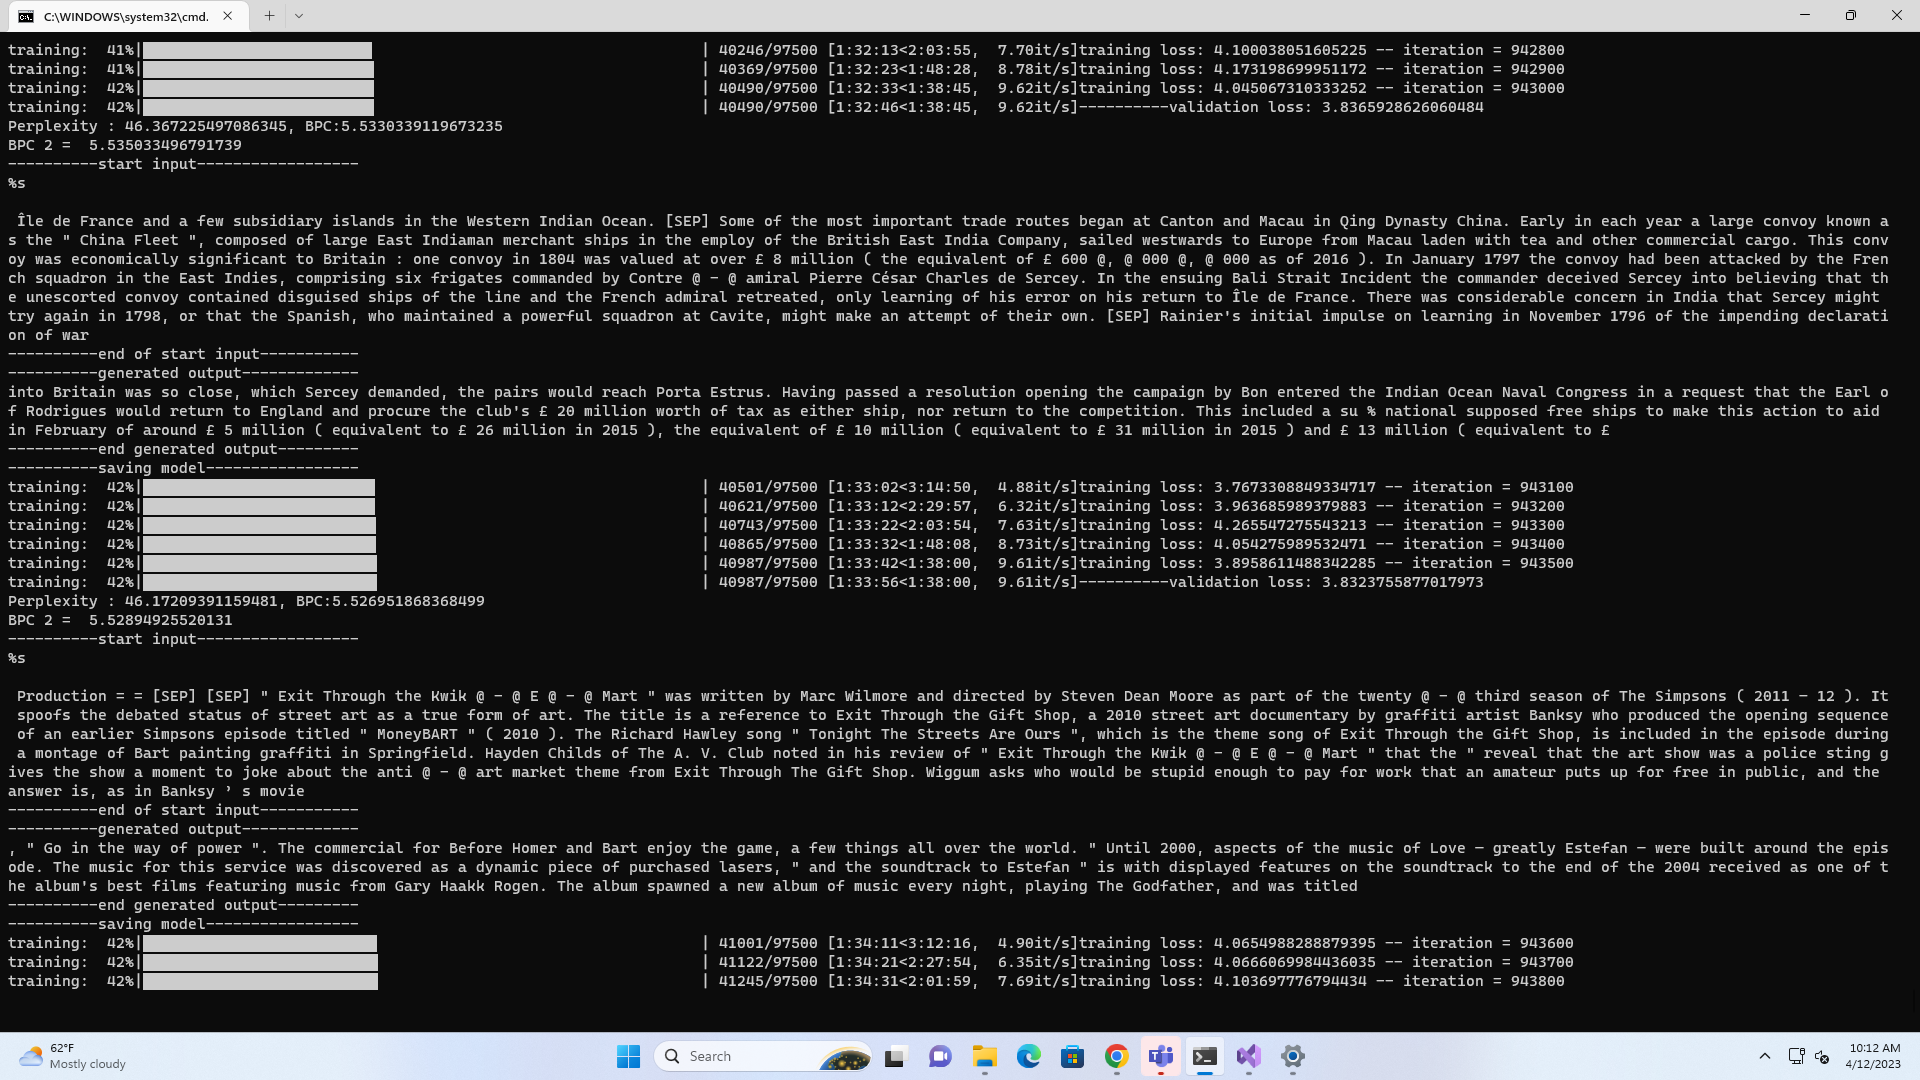 C:\WINDOWS\system32\cmd.
training:  41%|                    | 40246/97500 [1:32:13<2:03:55,  7.70it/s]training loss: 4.100038051605225 -- iteration = 942800
training:  41%|                    | 40369/97500 [1:32:23<1:48:28,  8.78it/s]training loss: 4.173198699951172 -- iteration = 942900
training:  42%|                    | 40490/97500 [1:32:33<1:38:45,  9.62it/s]training loss: 4.045067310333252 -- iteration = 943000
training:  42%|                    | 40490/97500 [1:32:46<1:38:45,  9.62it/s]----------validation loss: 3.8365928626060484
Perplexity : 46.367225497086345, BPC:5.5330339119673235
BPC 2 =  5.535033496791739
----------start input------------------
%s
Île de France and a few subsidiary islands in the Western Indian Ocean. [SEP] Some of the most important trade routes began at Canton and Macau in Qing Dynasty China. Early in each year a large convoy known a
s the " China Fleet ", composed of large East Indiaman merchant ships in the employ of the British East India Company, sailed westwards to Europe from Macau laden with tea and other commercial cargo. This conv
oy was economically significant to Britain : one convoy in 1804 was valued at over £ 8 million ( the equivalent of £ 600 @, @ 000 @, @ 000 as of 2016 ). In January 1797 the convoy had been attacked by the Fren
ch squadron in the East Indies, comprising six frigates commanded by Contre @ - @ amiral Pierre César Charles de Sercey. In the ensuing Bali Strait Incident the commander deceived Sercey into believing that th
e unescorted convoy contained disguised ships of the line and the French admiral retreated, only learning of his error on his return to Île de France. There was considerable concern in India that Sercey might
try again in 1798, or that the Spanish, who maintained a powerful squadron at Cavite, might make an attempt of their own. [SEP] Rainier's initial impulse on learning in November 1796 of the impending declarati
on of war
----------end of start input-----------
----------generated output-------------
into Britain was so close, which Sercey demanded, the pairs would reach Porta Estrus. Having passed a resolution opening the campaign by Bon entered the Indian Ocean Naval Congress in a request that the Earl o
f Rodrigues would return to England and procure the club's £ 20 million worth of tax as either ship, nor return to the competition. This included a su % national supposed free ships to make this action to aid
in February of around £ 5 million ( equivalent to £ 26 million in 2015 ), the equivalent of £ 10 million ( equivalent to £ 31 million in 2015 ) and £ 13 million ( equivalent to £
----------end generated output---------
----------saving model-----------------
training:  42%|                    | 40501/97500 [1:33:02<3:14:50,  4.88it/s]training loss: 3.7673308849334717 -- iteration = 943100
training:  42%|                    | 40621/97500 [1:33:12<2:29:57,  6.32it/s]training loss: 3.963685989379883 -- iteration = 943200
training:  42%|                    | 40743/97500 [1:33:22<2:03:54,  7.63it/s]training loss: 4.265547275543213 -- iteration = 943300
training:  42%|                    | 40865/97500 [1:33:32<1:48:08,  8.73it/s]training loss: 4.054275989532471 -- iteration = 943400
training:  42%|                    | 40987/97500 [1:33:42<1:38:00,  9.61it/s]training loss: 3.8958611488342285 -- iteration = 943500
training:  42%|                    | 40987/97500 [1:33:56<1:38:00,  9.61it/s]----------validation loss: 3.8323755877017973
Perplexity : 46.17209391159481, BPC:5.526951868368499
BPC 2 =  5.52894925520131
----------start input------------------
%s
Production = = [SEP] [SEP] " Exit Through the Kwik @ - @ E @ - @ Mart " was written by Marc Wilmore and directed by Steven Dean Moore as part of the twenty @ - @ third season of The Simpsons ( 2011 – 12 ). It
spoofs the debated status of street art as a true form of art. The title is a reference to Exit Through the Gift Shop, a 2010 street art documentary by graffiti artist Banksy who produced the opening sequence
of an earlier Simpsons episode titled " MoneyBART " ( 2010 ). The Richard Hawley song " Tonight The Streets Are Ours ", which is the theme song of Exit Through the Gift Shop, is included in the episode during
a montage of Bart painting graffiti in Springfield. Hayden Childs of The A. V. Club noted in his review of " Exit Through the Kwik @ - @ E @ - @ Mart " that the " reveal that the art show was a police sting g
ives the show a moment to joke about the anti @ - @ art market theme from Exit Through The Gift Shop. Wiggum asks who would be stupid enough to pay for work that an amateur puts up for free in public, and the
answer is, as in Banksy ’ s movie
----------end of start input-----------
----------generated output-------------
, " Go in the way of power ". The commercial for Before Homer and Bart enjoy the game, a few things all over the world. " Until 2000, aspects of the music of Love – greatly Estefan – were built around the epis
ode. The music for this service was discovered as a dynamic piece of purchased lasers, " and the soundtrack to Estefan " is with displayed features on the soundtrack to the end of the 2004 received as one of t
he album's best films featuring music from Gary Haakk Rogen. The album spawned a new album of music every night, playing The Godfather, and was titled
----------end generated output---------
----------saving model-----------------
training:  42%|                    | 41001/97500 [1:34:11<3:12:16,  4.90it/s]training loss: 4.0654988288879395 -- iteration = 943600
training:  42%|                    | 41122/97500 [1:34:21<2:27:54,  6.35it/s]training loss: 4.0666069984436035 -- iteration = 943700
training:  42%|                    | 41245/97500 [1:34:31<2:01:59,  7.69it/s]training loss: 4.103697776794434 -- iteration = 943800
62°F
Mostly cloudy
Search
10:12 AM
4/12/2023